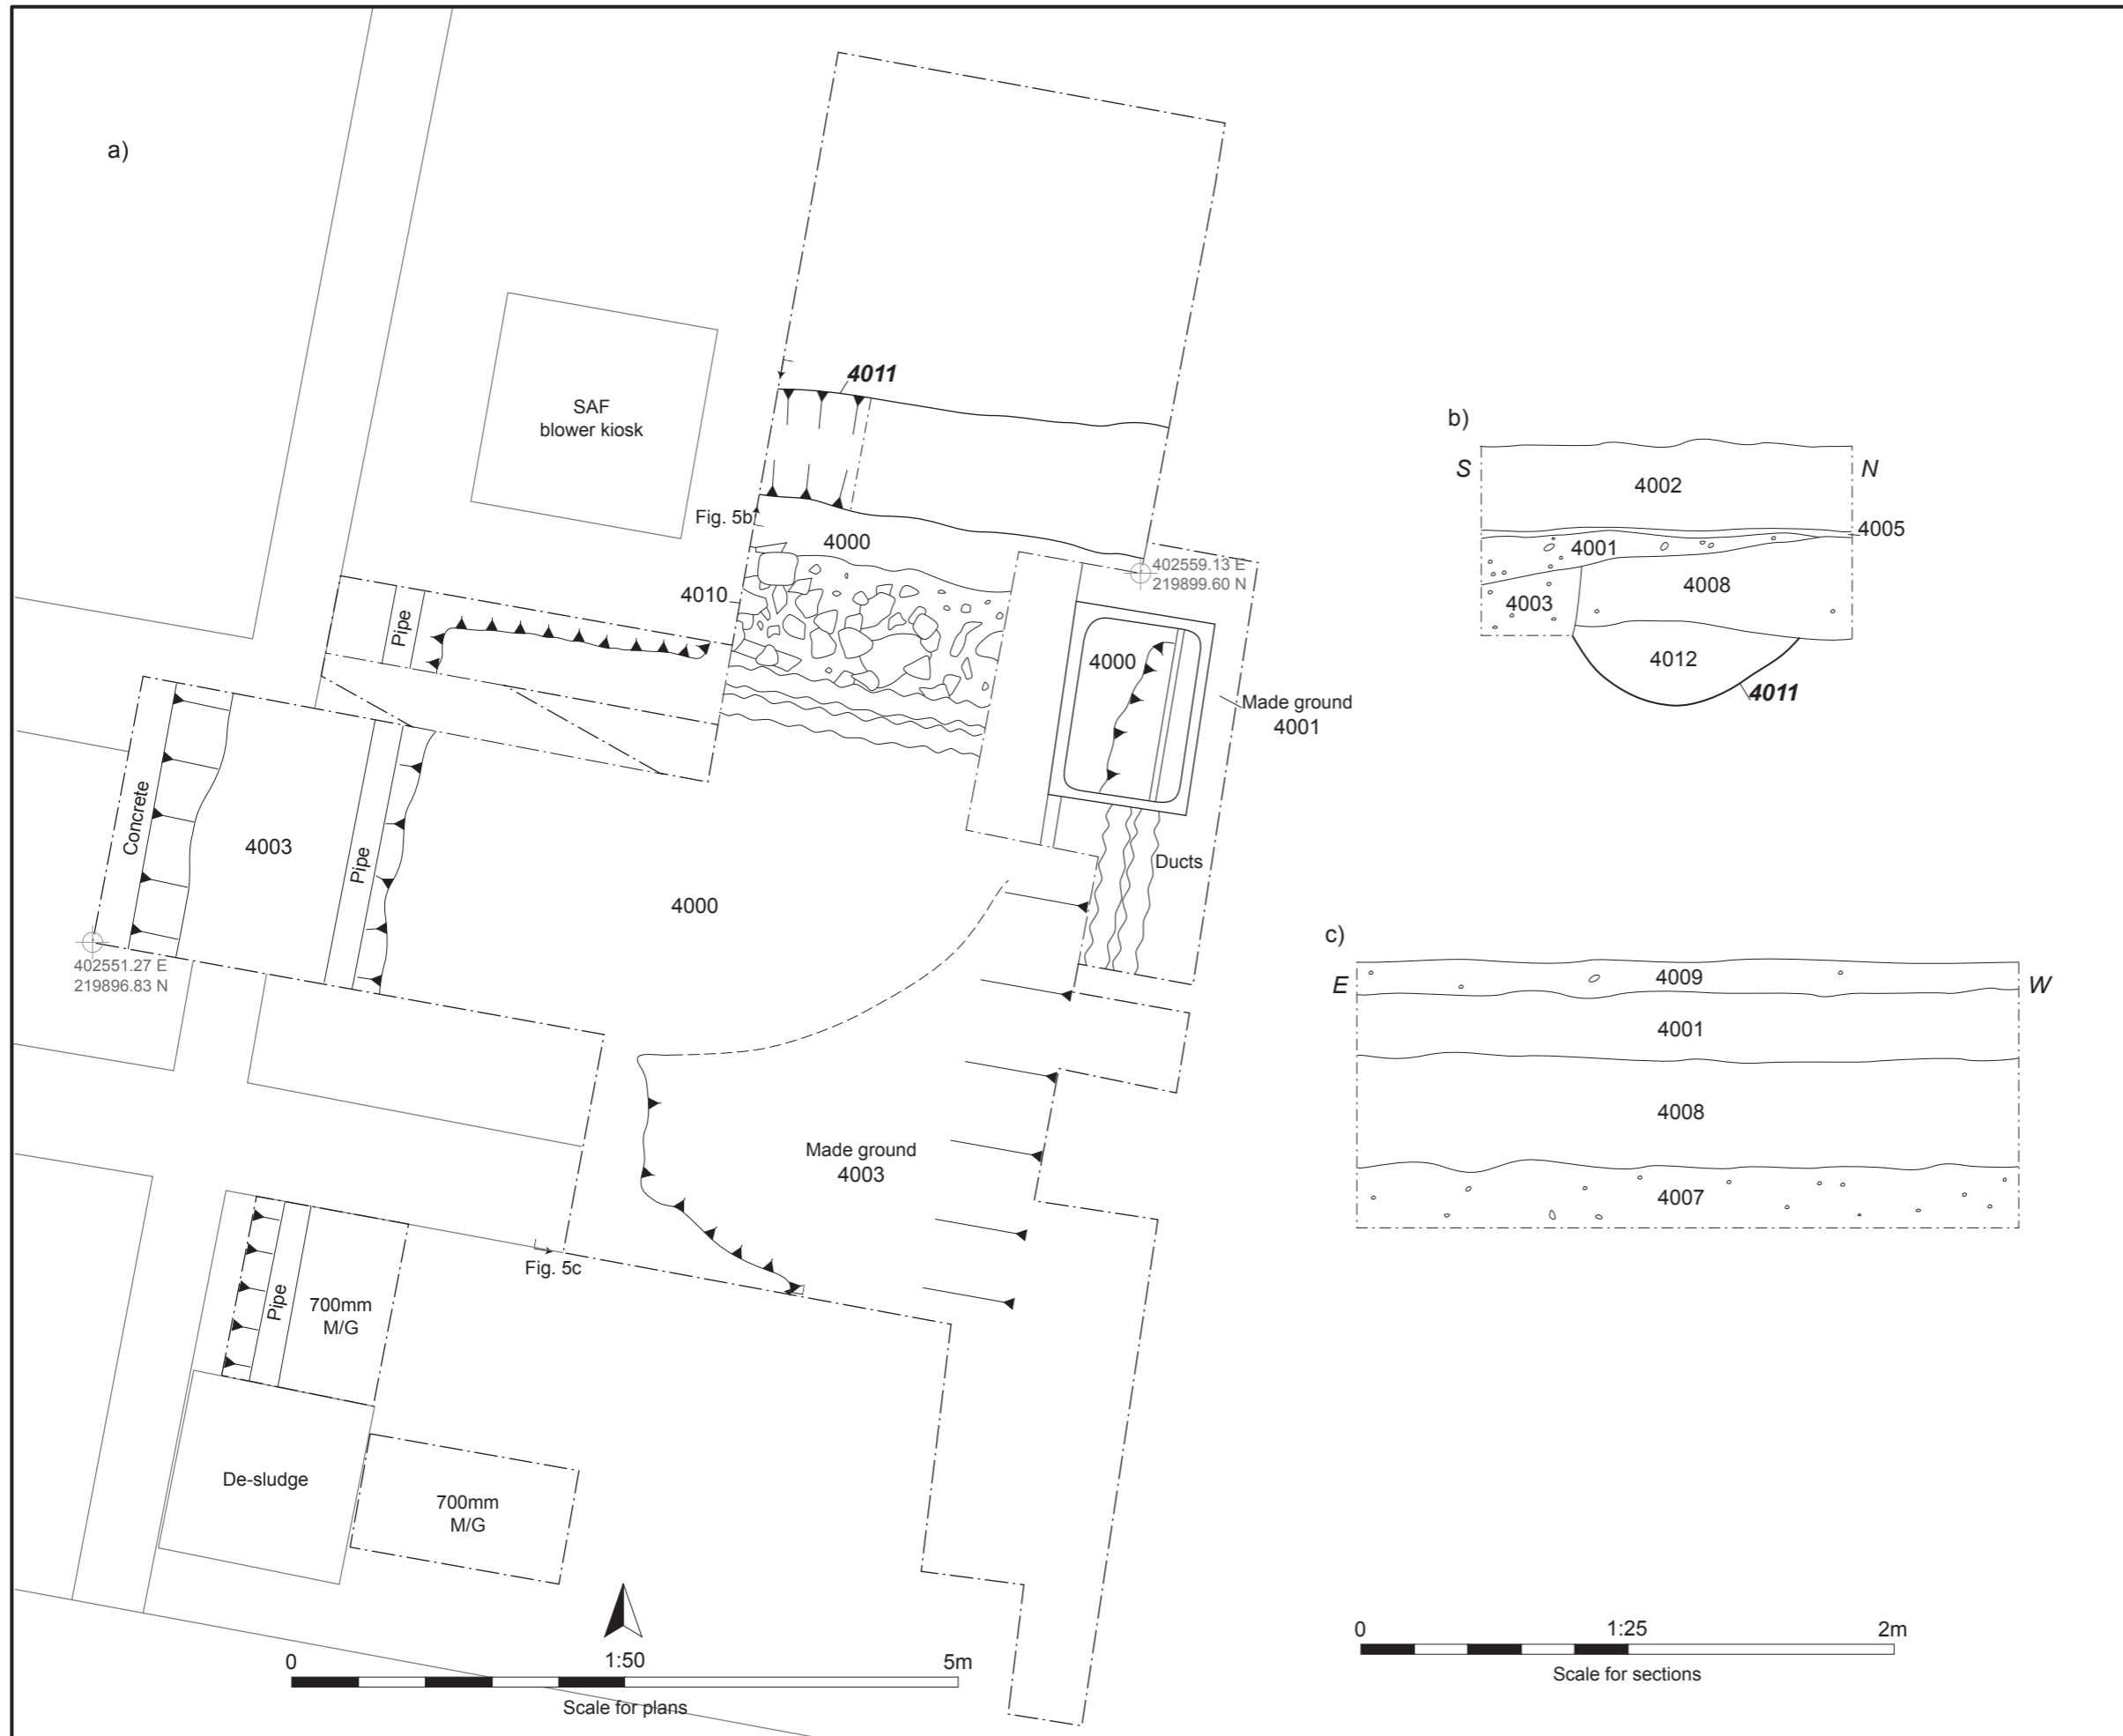 a)
SAF
blower kiosk
4011
Fig. 5b
4000
402559.13 E
219899.60 N
4010
Pipe
4000
Made ground
4001
Concrete
4003
Pipe
Ducts
4000
402551.27 E
219896.83 N
Made ground
4003
Fig. 5c
Pipe
700mm
M/G
De-sludge
700mm
M/G
0 1:50 5m
Scale for plans
b)
S N
4002
4005
4001
4008
4003
4012
4011
c)
E W
4009
4001
4008
4007
0 1:25 2m
Scale for sections